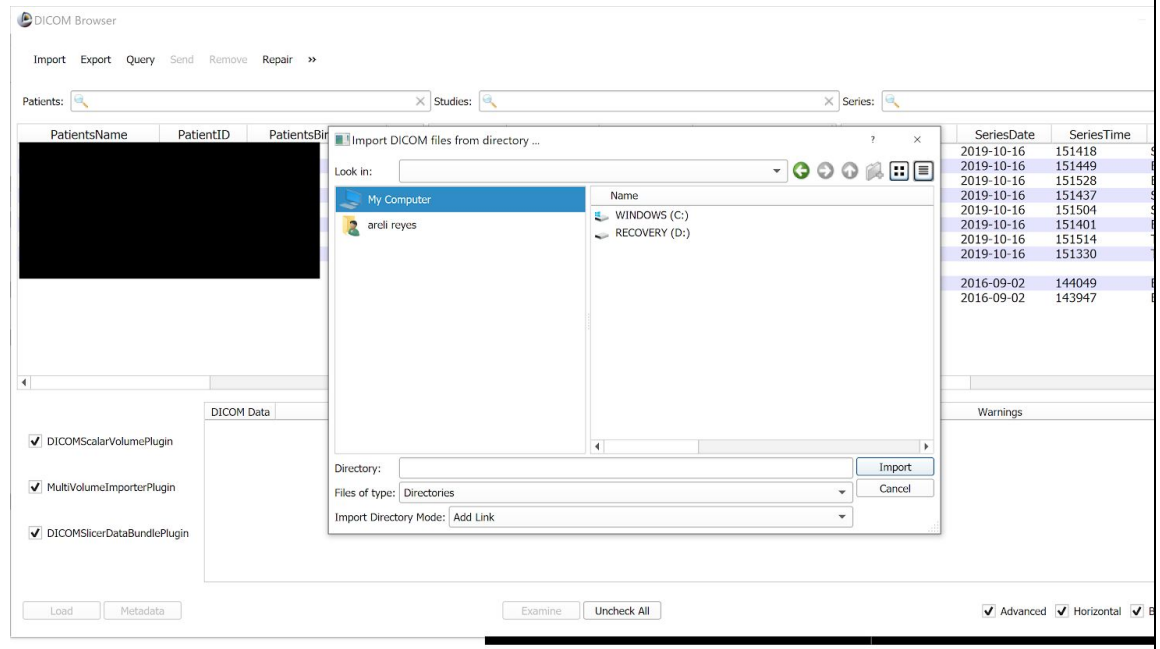 DICOM Browser
Import Export Query Send Remove Repair »
Patients: Studies: Series:
PatientsName PatientID PatientsBir SeriesDate SeriesTime
Import DICOM files from directory ... ? ×
Look in:
My Computer
areli reyes
Name
WINDOWS (C:)
RECOVERY (D:)
2019-10-16 151418
2019-10-16 151449
2019-10-16 151528
2019-10-16 151437
2019-10-16 151504
2019-10-16 151401
2019-10-16 151514
2019-10-16 151330
2016-09-02 144049
2016-09-02 143947
DICOM Data Warnings
DICOMScalarVolumePlugin
MultiVolumeImporterPlugin
DICOMSlicerDataBundlePlugin
Directory: Import
Files of type: Directories Cancel
Import Directory Mode: Add Link
Load Metadata Examine Uncheck All Advanced Horizontal